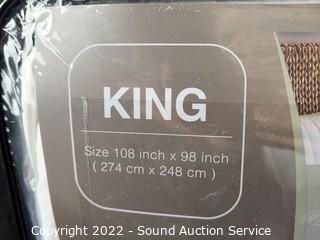 KING
Size 108 inch x 98 inch
( 274 cm x 248 cm )
Copyright 2022 - Sound Auction Service